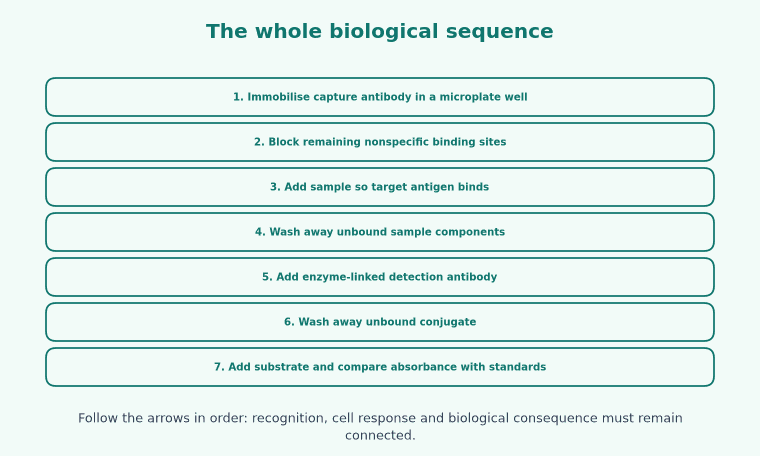 The whole biological sequence
1. Immobilise capture antibody in a microplate well
2. Block remaining nonspecific binding sites
3. Add sample so target antigen binds
4. Wash away unbound sample components
5. Add enzyme-linked detection antibody
6. Wash away unbound conjugate
7. Add substrate and compare absorbance with standards
Follow the arrows in order: recognition, cell response and biological consequence must remain
connected.